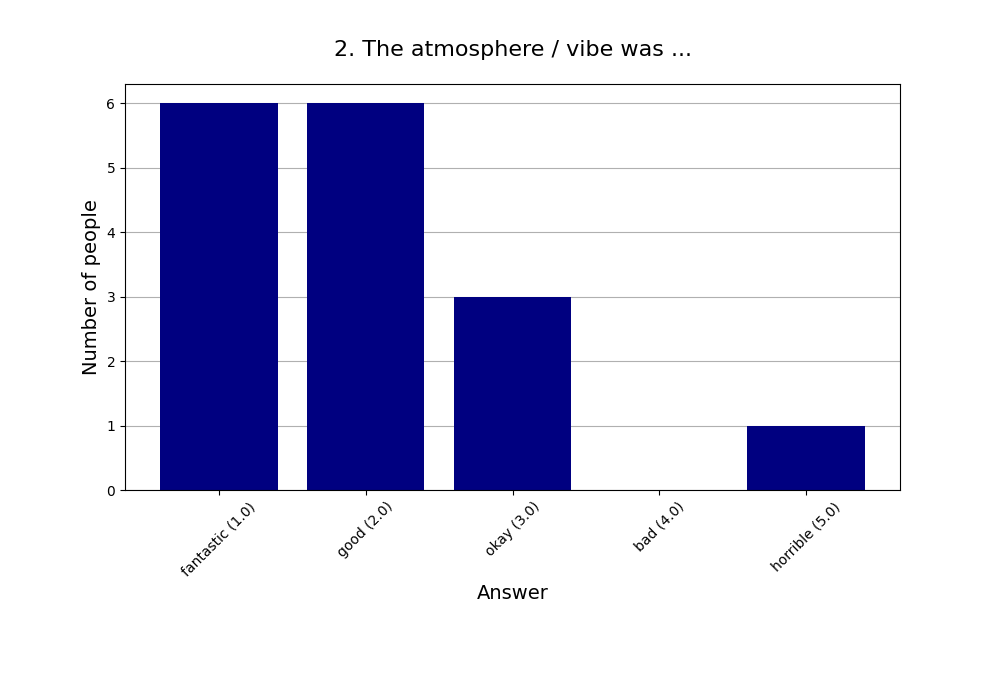 2. The atmosphere / vibe was ...
Number of people
6
5
4
3
2
1
0
fantastic (1.0)
good (2.0)
okay (3.0)
bad (4.0)
horrible (5.0)
Answer